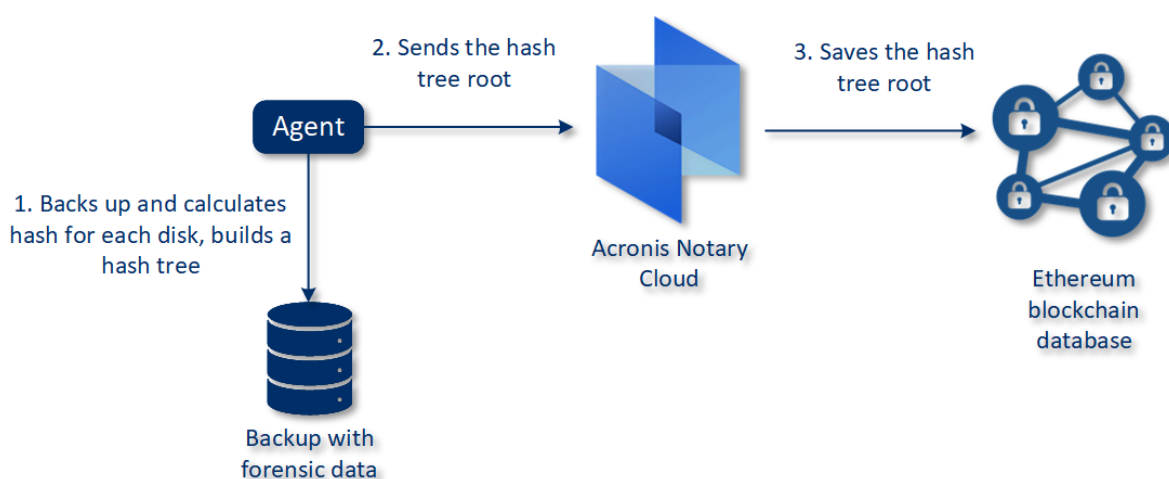 2. Sends the hash
tree root
3. Saves the hash
tree root
Agent
1. Backs up and calculates
hash for each disk, builds a
hash tree
Acronis Notary
Cloud
Ethereum
blockchain
database
Backup with
forensic data